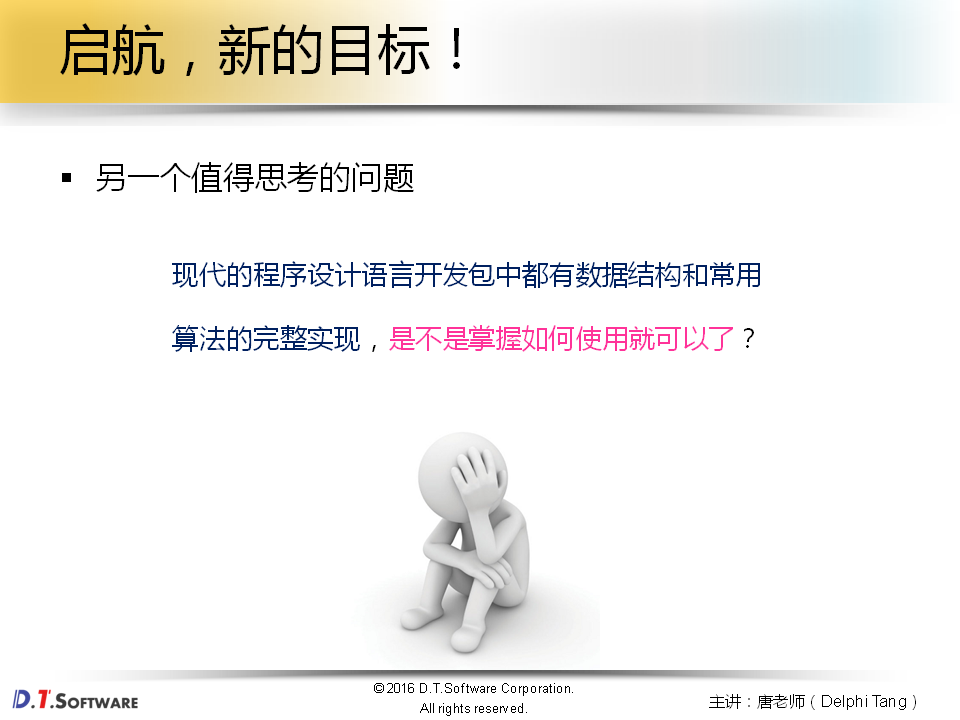 启航，新的目标！
▪ 另一个值得思考的问题
现代的程序设计语言开发包中都有数据结构和常用
算法的完整实现，是不是掌握如何使用就可以了？
D.T.SOFTWARE
©2016 D.T.Software Corporation.
All rights reserved.
主讲：唐老师（Delphi Tang）